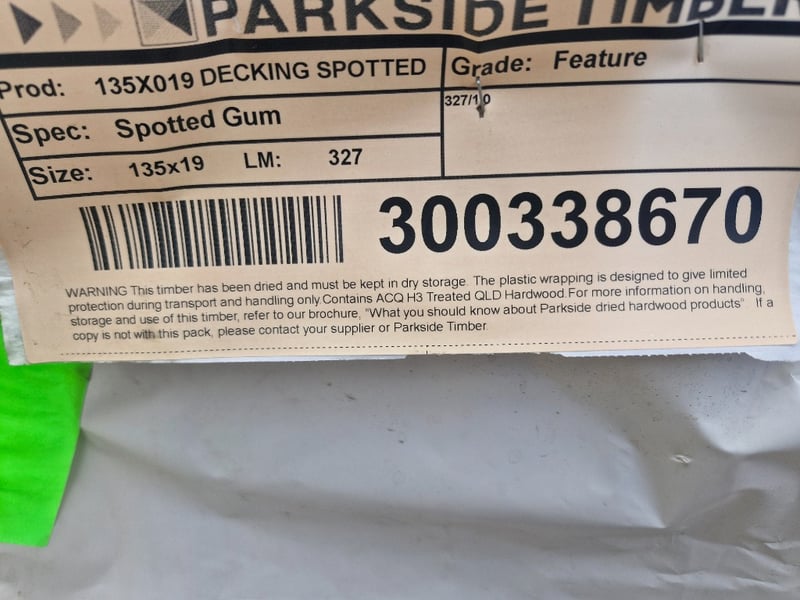 PARKSIDE TIMBER
Prod: 135X019 DECKING SPOTTED
Grade: Feature
Spec: Spotted Gum
327/1.0
Size: 135x19 LM: 327
300338670
WARNING This timber has been dried and must be kept in dry storage. The plastic wrapping is designed to give limited
protection during transport and handling only.Contains ACQ H3 Treated QLD Hardwood.For more information on handling,
storage and use of this timber, refer to our brochure, "What you should know about Parkside dried hardwood products" If a
copy is not with this pack, please contact your supplier or Parkside Timber.